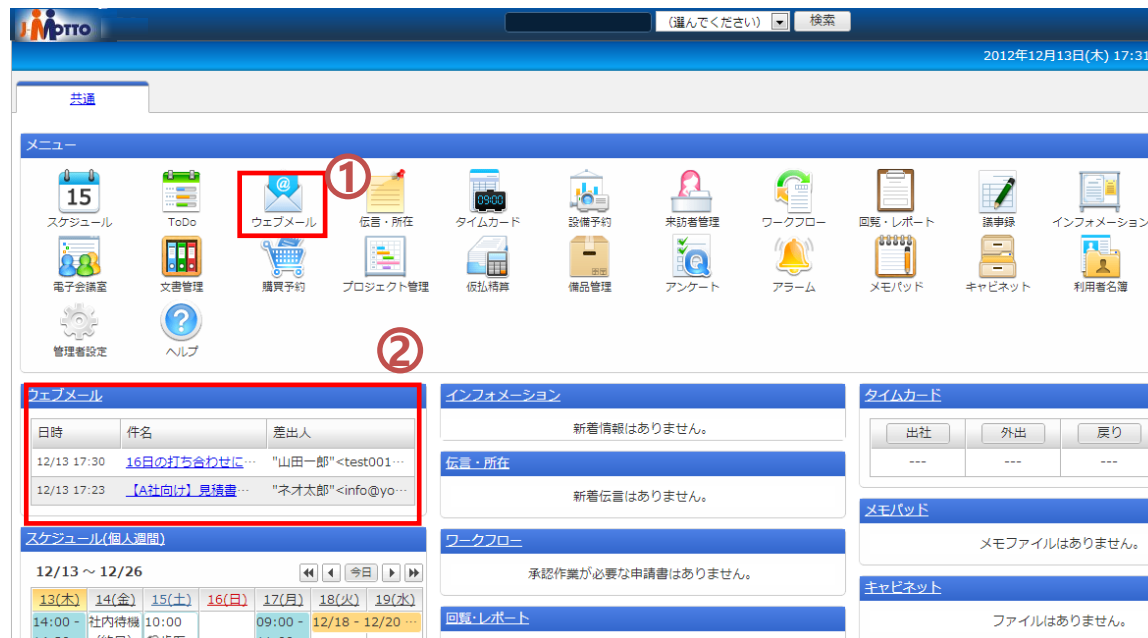 J-MOTTO
(選んでください) 検索
2012年12月13日(木) 17:31
共通
メニュー
①
15 @ 09:00
スケジュール ToDo ウェブメール 伝言・所在 タイムカード 設備予約 来訪者管理 ワークフロー 回覧・レポート 議事録 インフォメーション
電子会議室 文書管理 購買予約 プロジェクト管理 仮払精算 備品管理 アンケート アラーム メモパッド キャビネット 利用者名簿
管理者設定 ヘルプ
②
ウェブメール インフォメーション タイムカード
日時 件名 差出人
新着情報はありません。
出社 外出 戻り
12/13 17:30 16日の打ち合わせに… "山田一郎"<test001…
--- --- ---
伝言・所在
12/13 17:23 【A社向け】見積書… "ネオ太郎"<info@yo…
新着伝言はありません。
メモパッド
スケジュール(個人週間) ワークフロー
メモファイルはありません。
12/13 ～ 12/26 今日
承認作業が必要な申請書はありません。
キャビネット
13(木) 14(金) 15(土) 16(日) 17(月) 18(火) 19(水)
回覧・レポート
14:00 - 社内待機 10:00 09:00 - 12/18 - 12/20 …
ファイルはありません。